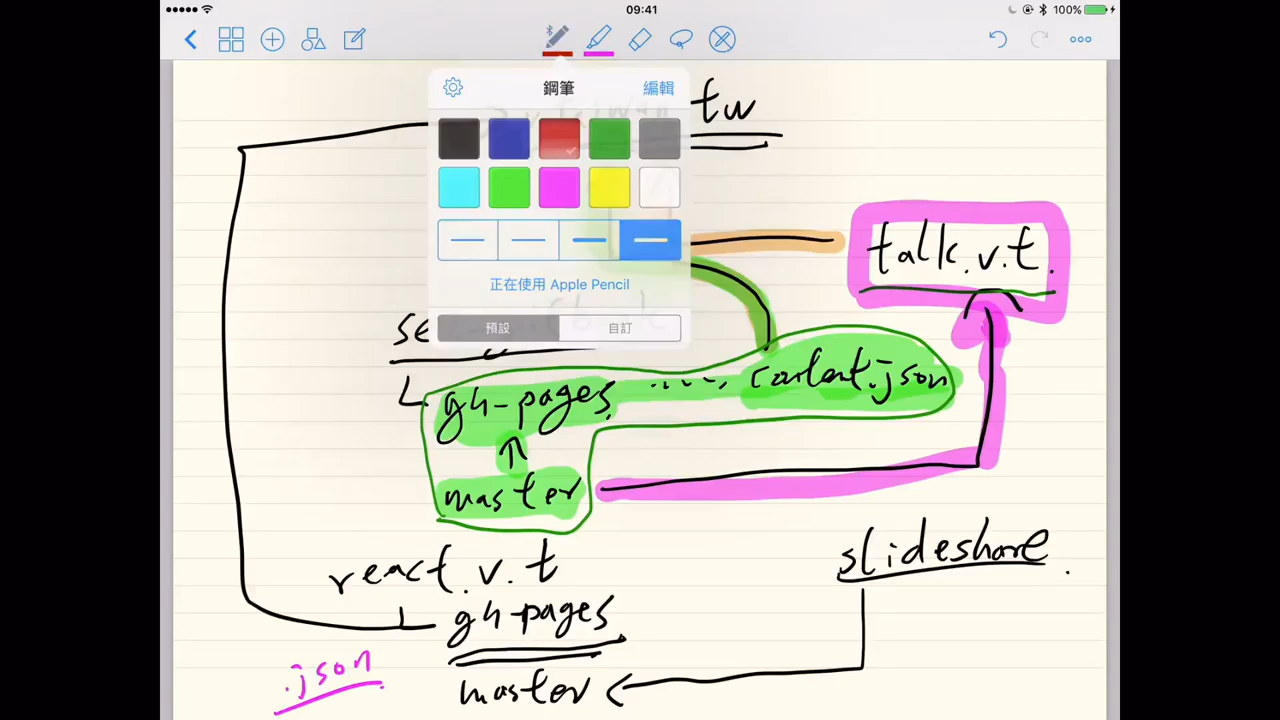 09:41
100%
鋼筆
編輯
tw
talk.v.t.
正在使用 Apple Pencil
預設
自訂
se
gh-pages ..... content.json
master
slideshare
react.v.t
gh-pages
.json
master